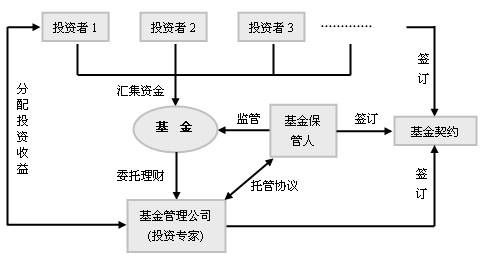 投资者 1
投资者 2
投资者 3
…………
签订
分配投资收益
汇集资金
基 金
监管
基金保
管人
签订
基金契约
委托理财
托管协议
签订
基金管理公司
(投资专家)